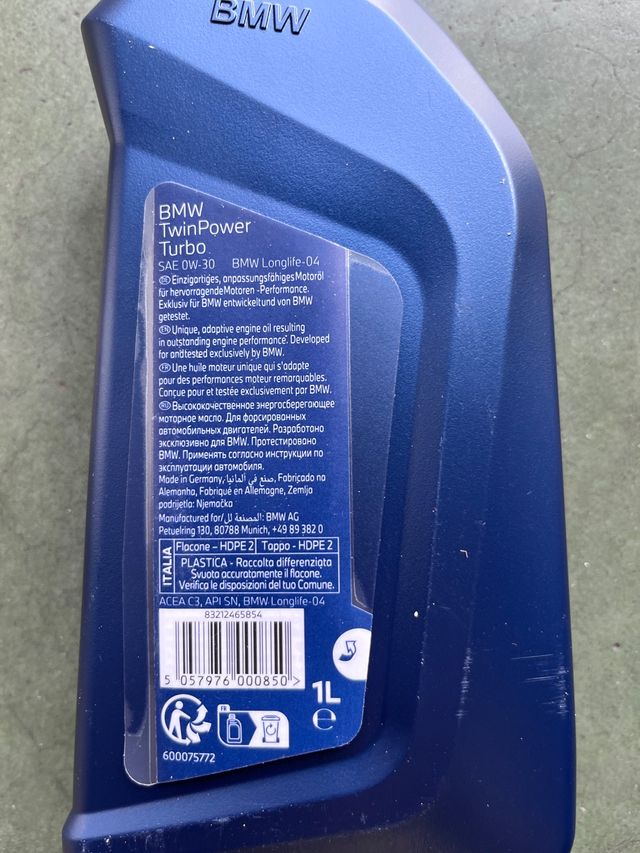 BMW
BMW
TwinPower
Turbo
SAE 0W-30 BMW Longlife-04
DE Einzigartiges, anpassungsfähiges Motoröl
für hervorragende Motoren -Performance.
Exklusiv für BMW entwickelt und von BMW
getestet.
EN Unique, adaptive engine oil resulting
in outstanding engine performance. Developed
for and tested exclusively by BMW.
FR Une huile moteur unique qui s'adapte
pour des performances moteur remarquables.
Conçue pour et testée exclusivement par BMW.
RU Высококачественное энергосберегающее
моторное масло. Для форсированных
автомобильных двигателей. Разработано
эксклюзивно для BMW. Протестировано
BMW. Применять согласно инструкции по
эксплуатации автомобиля.
Made in Germany, صنع في ألمانيا, Fabricado na
Alemanha, Fabriqué en Allemagne, Zemlja
podrijetla: Njemačka
Manufactured for/المصنعة لل: BMW AG
Petuelring 130, 80788 Munich, +49 89 382 0
ITALIA
Flacone - HDPE 2 Tappo - HDPE 2
PLASTICA - Raccolta differenziata
Svuota accuratamente il flacone.
Verifica le disposizioni del tuo Comune.
ACEA C3, API SN, BMW Longlife-04
83212465854
5 057976 000850 >
1L
℮
FR
600075772